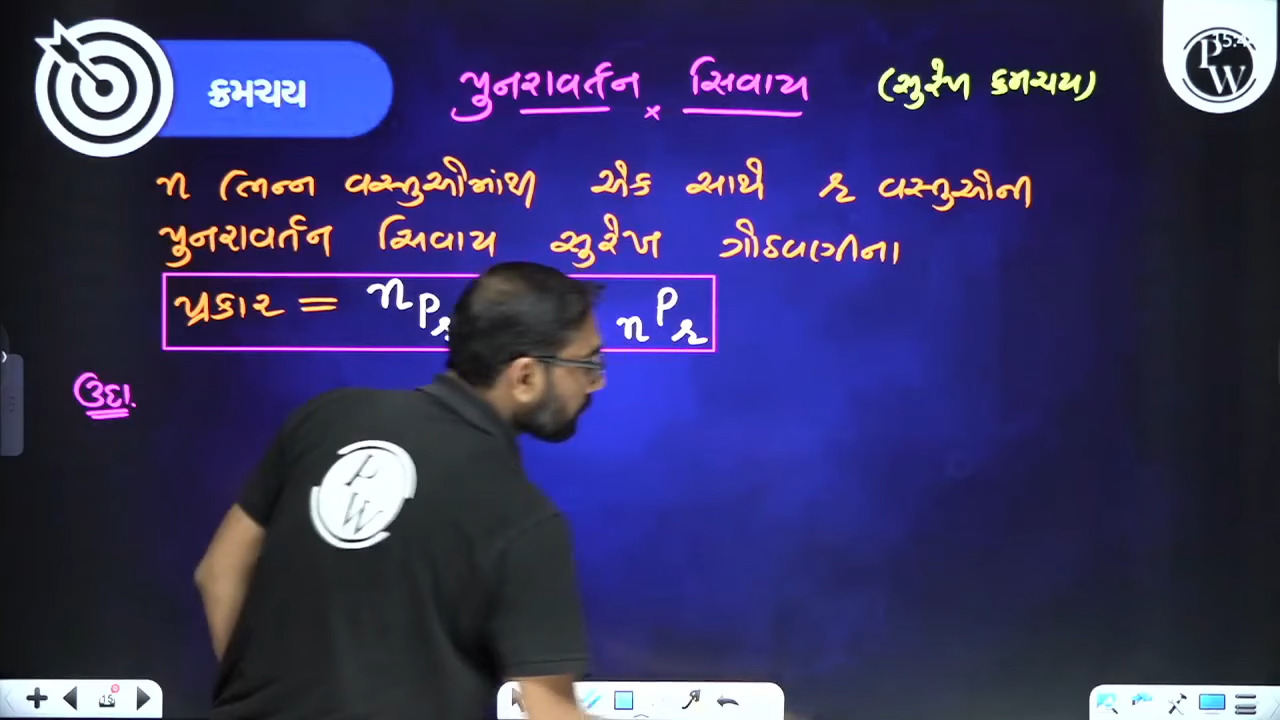 ક્રમચય
પુનરાવર્તન સિવાય (સુરેખ ક્રમચય)
n ભિન્ન વસ્તુઓમાંથી એક સાથે r વસ્તુઓની
પુનરાવર્તન સિવાય સુરેખ ગોઠવણીના
પ્રકાર = nPr nPr
ઉદા.
PW
PW